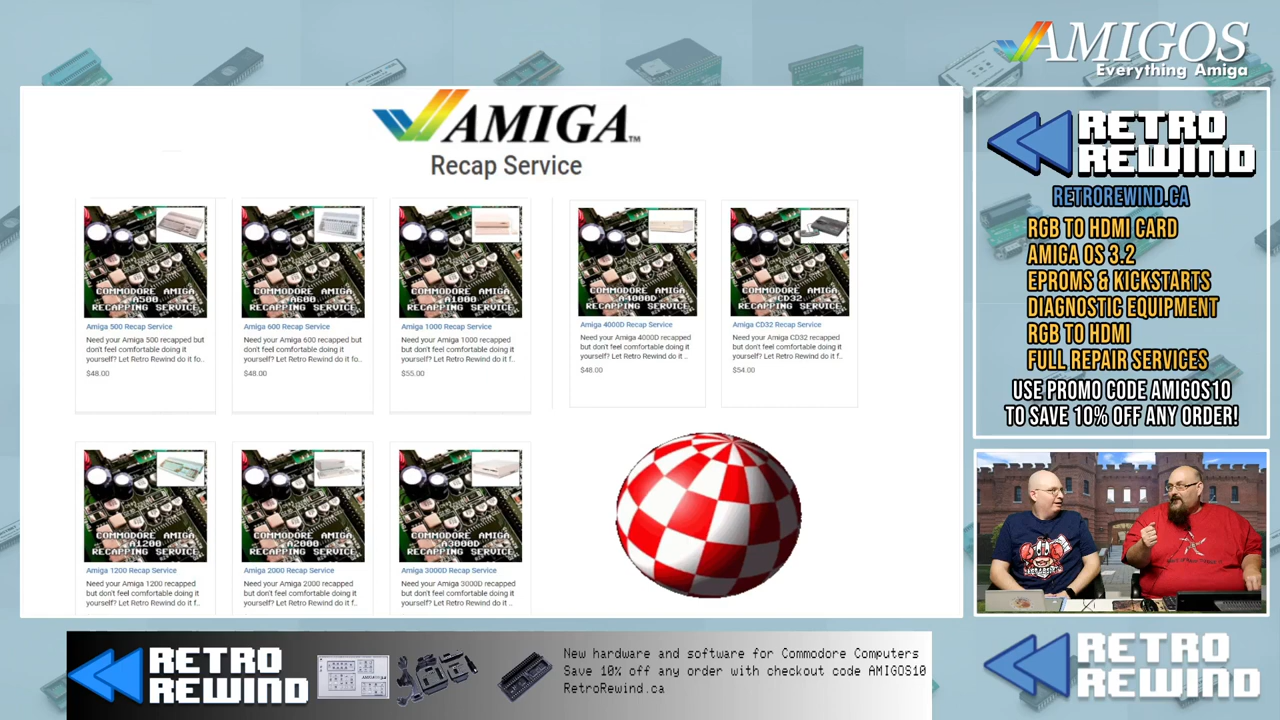 AMIGOS
Everything Amiga
AMIGA™
Recap Service
COMMODORE AMIGA
A500
RECAPPING SERVICE
Amiga 500 Recap Service
Need your Amiga 500 recapped but
don't feel comfortable doing it
yourself? Let Retro Rewind do it fo..
$48.00
COMMODORE AMIGA
A600
RECAPPING SERVICE
Amiga 600 Recap Service
Need your Amiga 600 recapped
but don't feel comfortable doing it
yourself? Let Retro Rewind do it f..
$48.00
COMMODORE AMIGA
A1000
RECAPPING SERVICE
Amiga 1000 Recap Service
Need your Amiga 1000 recapped
but don't feel comfortable doing it
yourself? Let Retro Rewind do it f..
$55.00
COMMODORE AMIGA
A4000D
RECAPPING SERVICE
Amiga 4000D Recap Service
Need your Amiga 4000D recapped
but don't feel comfortable doing it
yourself? Let Retro Rewind do it ..
$48.00
COMMODORE AMIGA
CD32
RECAPPING SERVICE
Amiga CD32 Recap Service
Need your Amiga CD32 recapped
but don't feel comfortable doing it
yourself? Let Retro Rewind do it f..
$54.00
COMMODORE AMIGA
A1200
RECAPPING SERVICE
Amiga 1200 Recap Service
Need your Amiga 1200 recapped
but don't feel comfortable doing it
yourself? Let Retro Rewind do it f..
COMMODORE AMIGA
A2000
RECAPPING SERVICE
Amiga 2000 Recap Service
Need your Amiga 2000 recapped
but don't feel comfortable doing it
yourself? Let Retro Rewind do it f..
COMMODORE AMIGA
A3000D
RECAPPING SERVICE
Amiga 3000D Recap Service
Need your Amiga 3000D recapped
but don't feel comfortable doing it
yourself? Let Retro Rewind do it ..
RETRO
REWIND
RETROREWIND.CA
RGB TO HDMI CARD
AMIGA OS 3.2
EPROMS & KICKSTARTS
DIAGNOSTIC EQUIPMENT
RGB TO HDMI
FULL REPAIR SERVICES
USE PROMO CODE AMIGOS10
TO SAVE 10% OFF ANY ORDER!
RETRO
REWIND
New hardware and software for Commodore Computers
Save 10% off any order with checkout code AMIGOS10
RetroRewind.ca
RETRO
REWIND